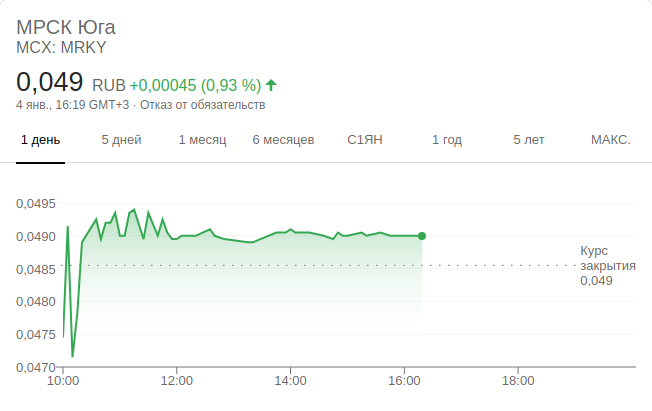 МРСК Юга
MCX: MRKY
0,049 RUB +0,00045 (0,93 %)
4 янв., 16:19 GMT+3 · Отказ от обязательств
1 день 5 дней 1 месяц 6 месяцев С1ЯН 1 год 5 лет МАКС.
0,0495
0,0490
0,0485
0,0480
0,0475
0,0470
Курс
закрытия
0,049
10:00 12:00 14:00 16:00 18:00